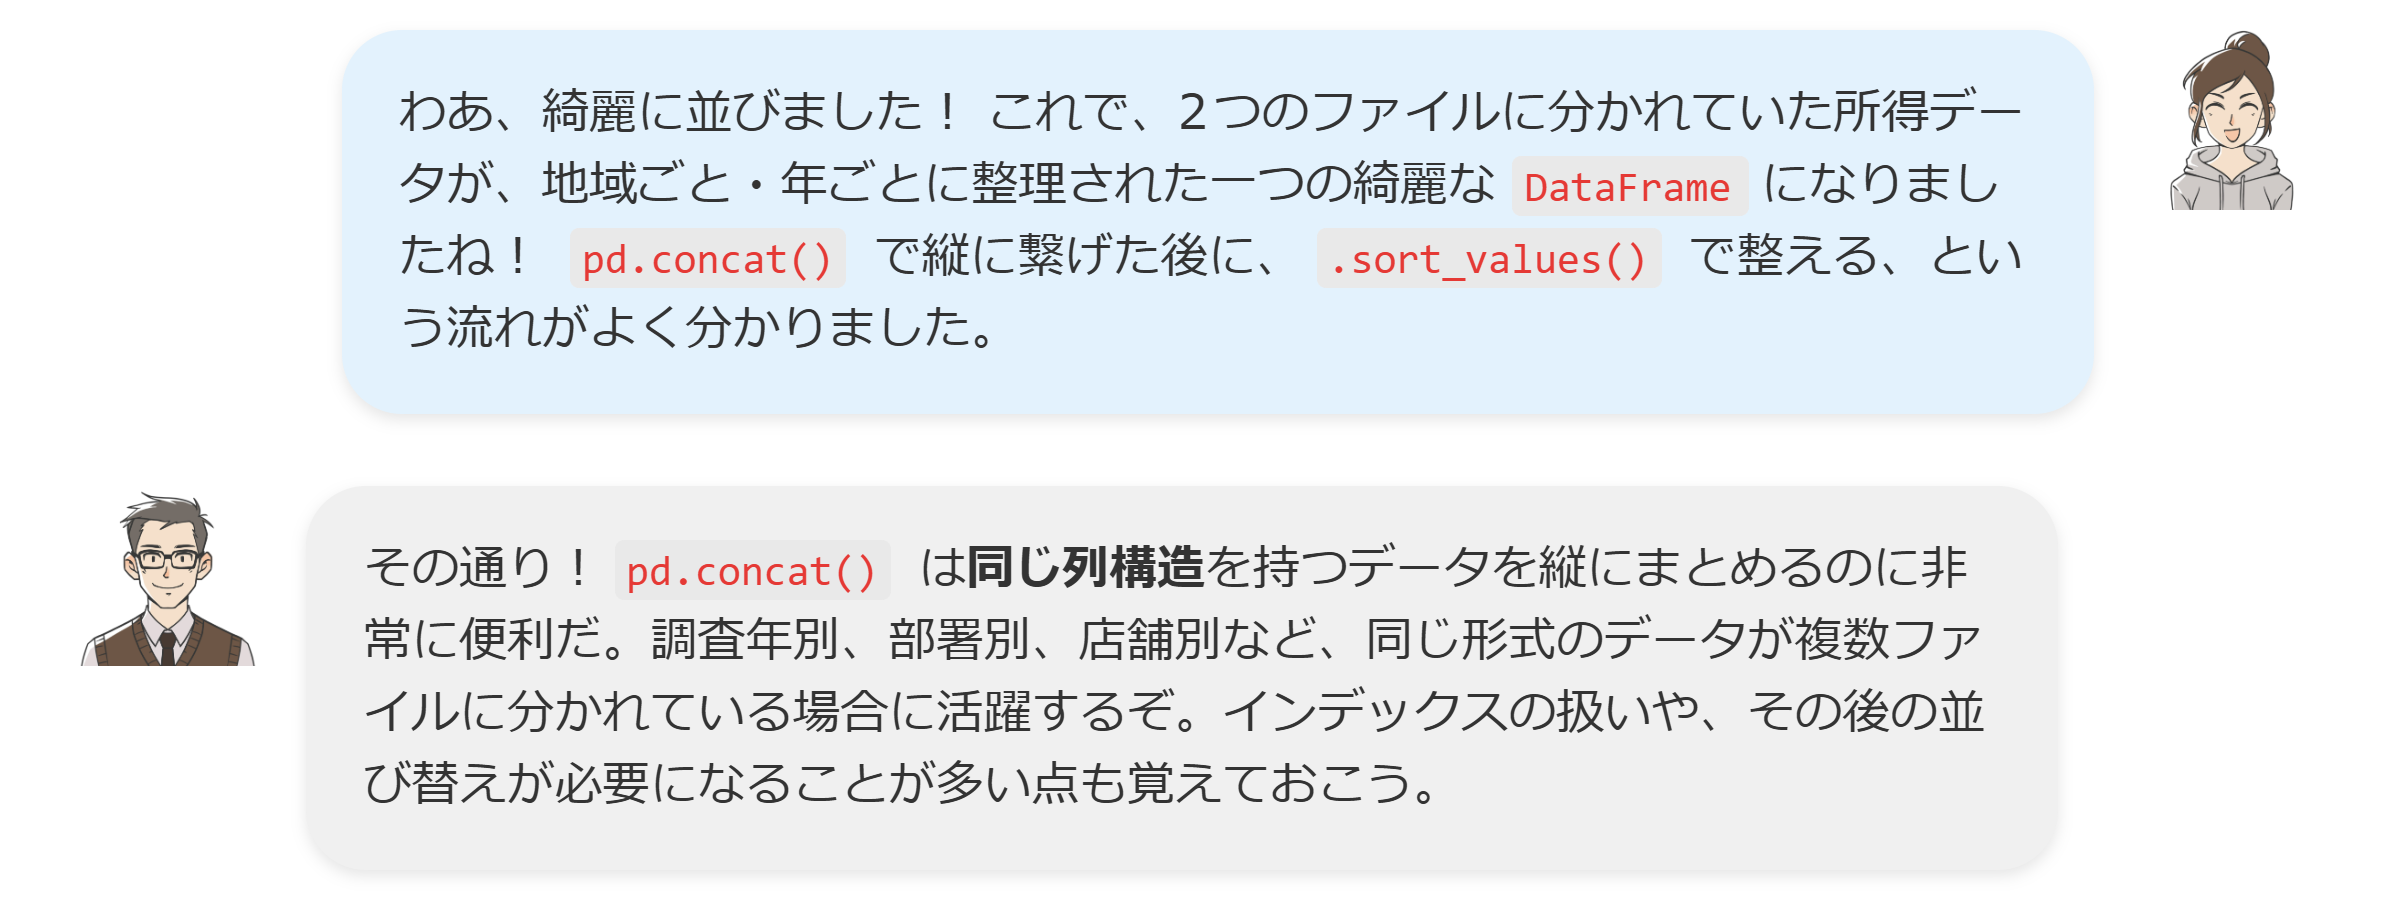 わあ、綺麗に並びました！ これで、２つのファイルに分かれていた所得デー
タが、地域ごと・年ごとに整理された一つの綺麗な DataFrame になりまし
たね！ pd.concat() で縦に繋げた後に、 .sort_values() で整える、とい
う流れがよく分かりました。
その通り！ pd.concat() は同じ列構造を持つデータを縦にまとめるのに非
常に便利だ。調査年別、部署別、店舗別など、同じ形式のデータが複数ファ
イルに分かれている場合に活躍するぞ。インデックスの扱いや、その後の並
び替えが必要になることが多い点も覚えておこう。